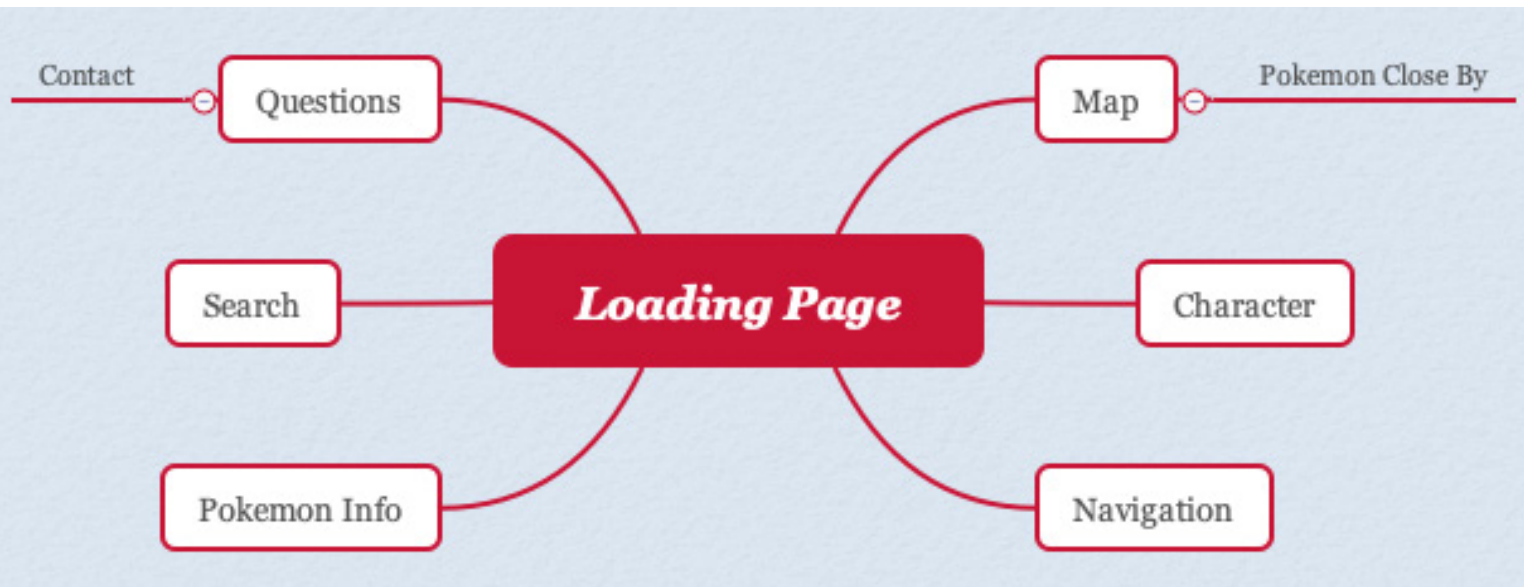 Contact
Questions
Map
Pokemon Close By
Search
Loading Page
Character
Pokemon Info
Navigation